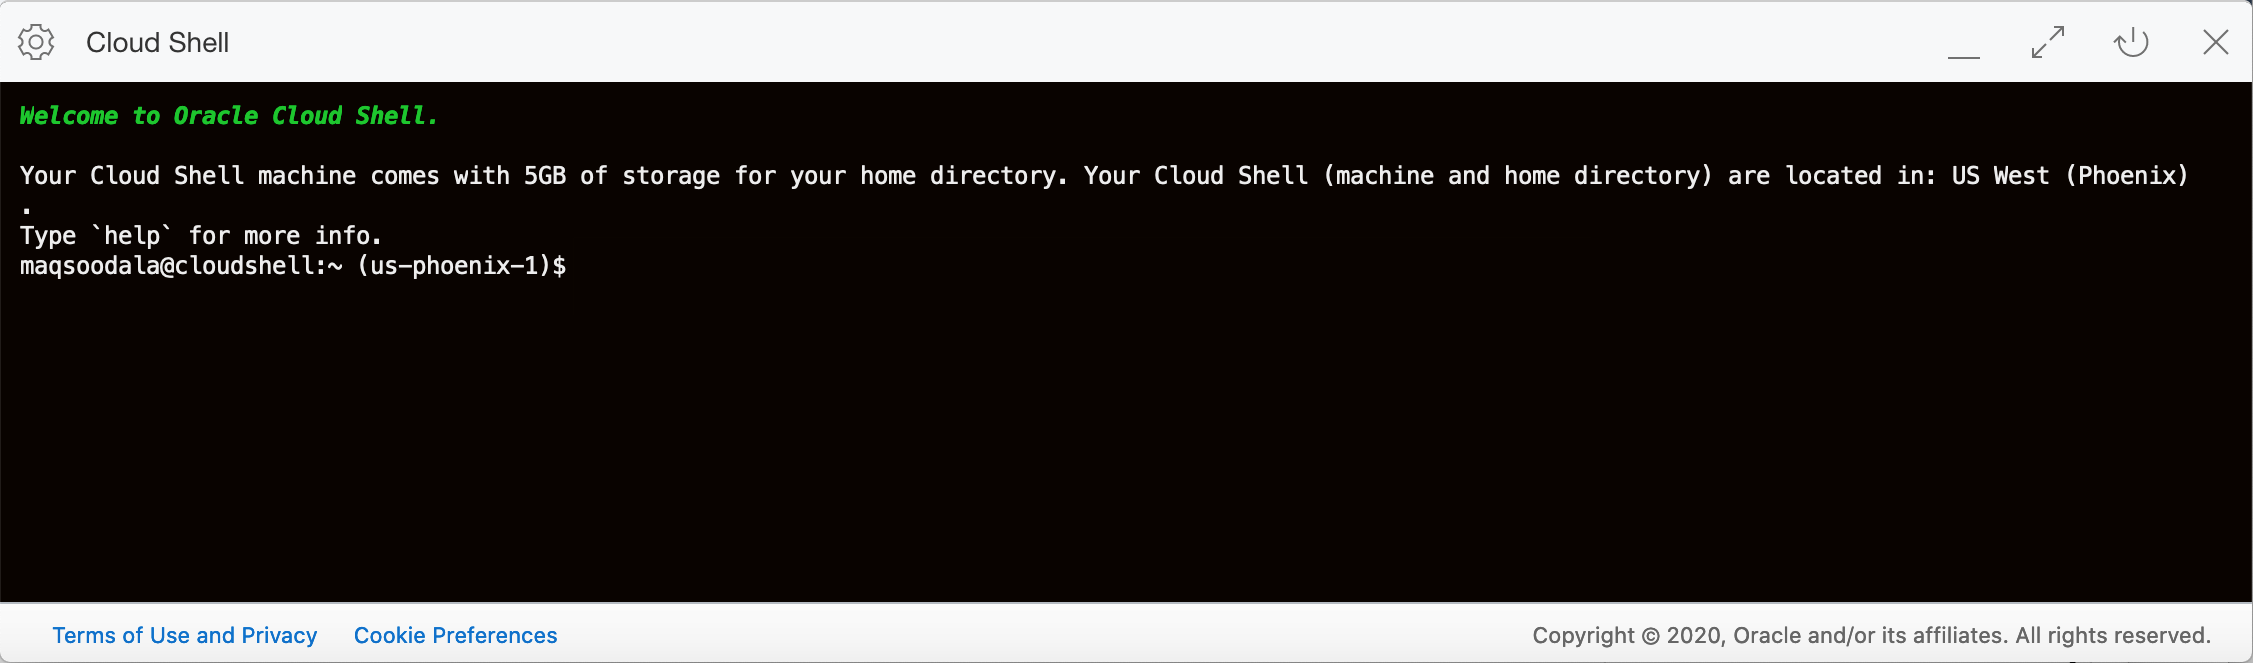 Cloud Shell
Welcome to Oracle Cloud Shell.
Your Cloud Shell machine comes with 5GB of storage for your home directory. Your Cloud Shell (machine and home directory) are located in: US West (Phoenix)
.
Type `help` for more info.
maqsoodala@cloudshell:~ (us-phoenix-1)$
Terms of Use and Privacy Cookie Preferences Copyright © 2020, Oracle and/or its affiliates. All rights reserved.